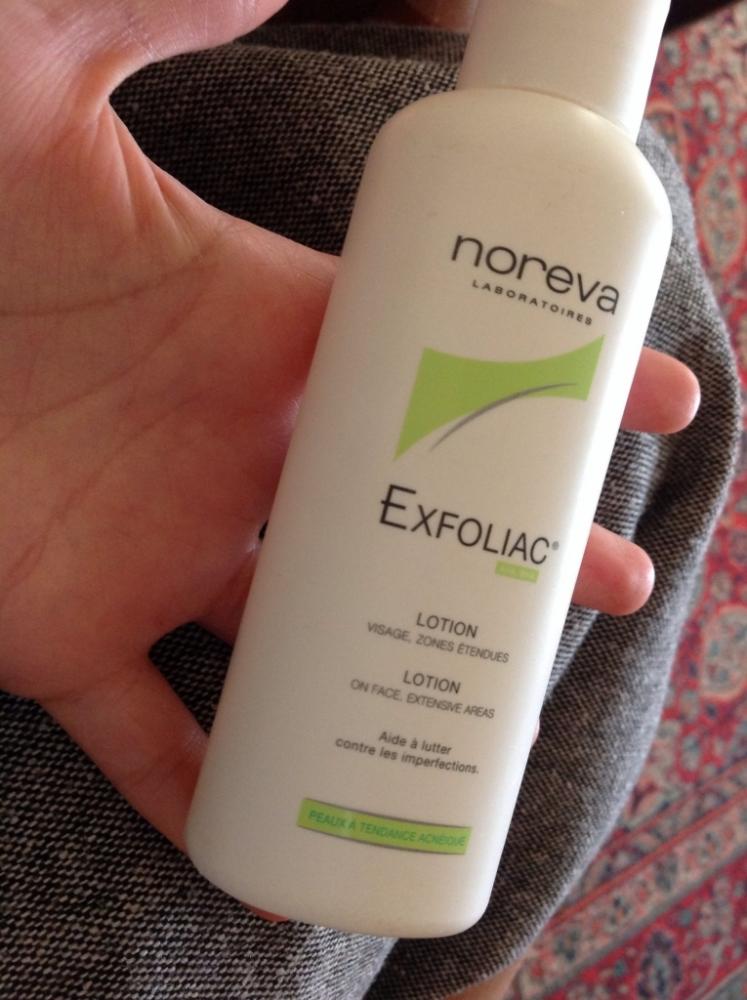 noreva
LABORATOIRES
EXFOLIAC®
LOTION
VISAGE, ZONES ÉTENDUES
LOTION
ON FACE, EXTENSIVE AREAS
Aide à lutter
contre les imperfections.
PEAUX À TENDANCE ACNÉIQUE